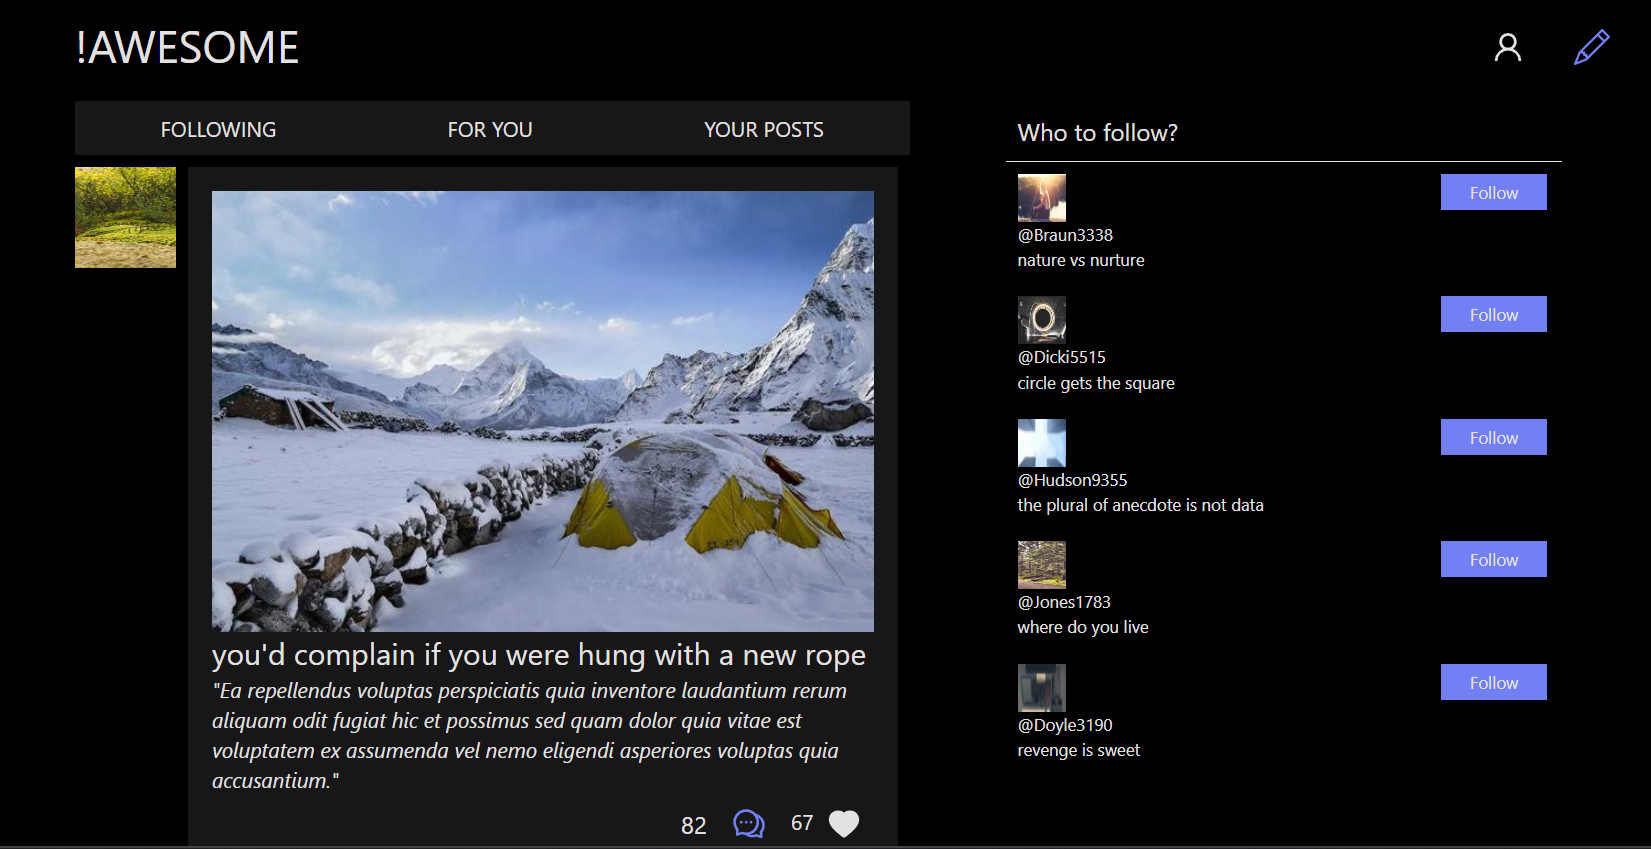 !AWESOME
FOLLOWING
FOR YOU
YOUR POSTS
you'd complain if you were hung with a new rope
"Ea repellendus voluptas perspiciatis quia inventore laudantium rerum
aliquam odit fugiat hic et possimus sed quam dolor quia vitae est
voluptatem ex assumenda vel nemo eligendi asperiores voluptas quia
accusantium."
82
67
Who to follow?
Follow
@Braun3338
nature vs nurture
Follow
@Dicki5515
circle gets the square
Follow
@Hudson9355
the plural of anecdote is not data
Follow
@Jones1783
where do you live
Follow
@Doyle3190
revenge is sweet